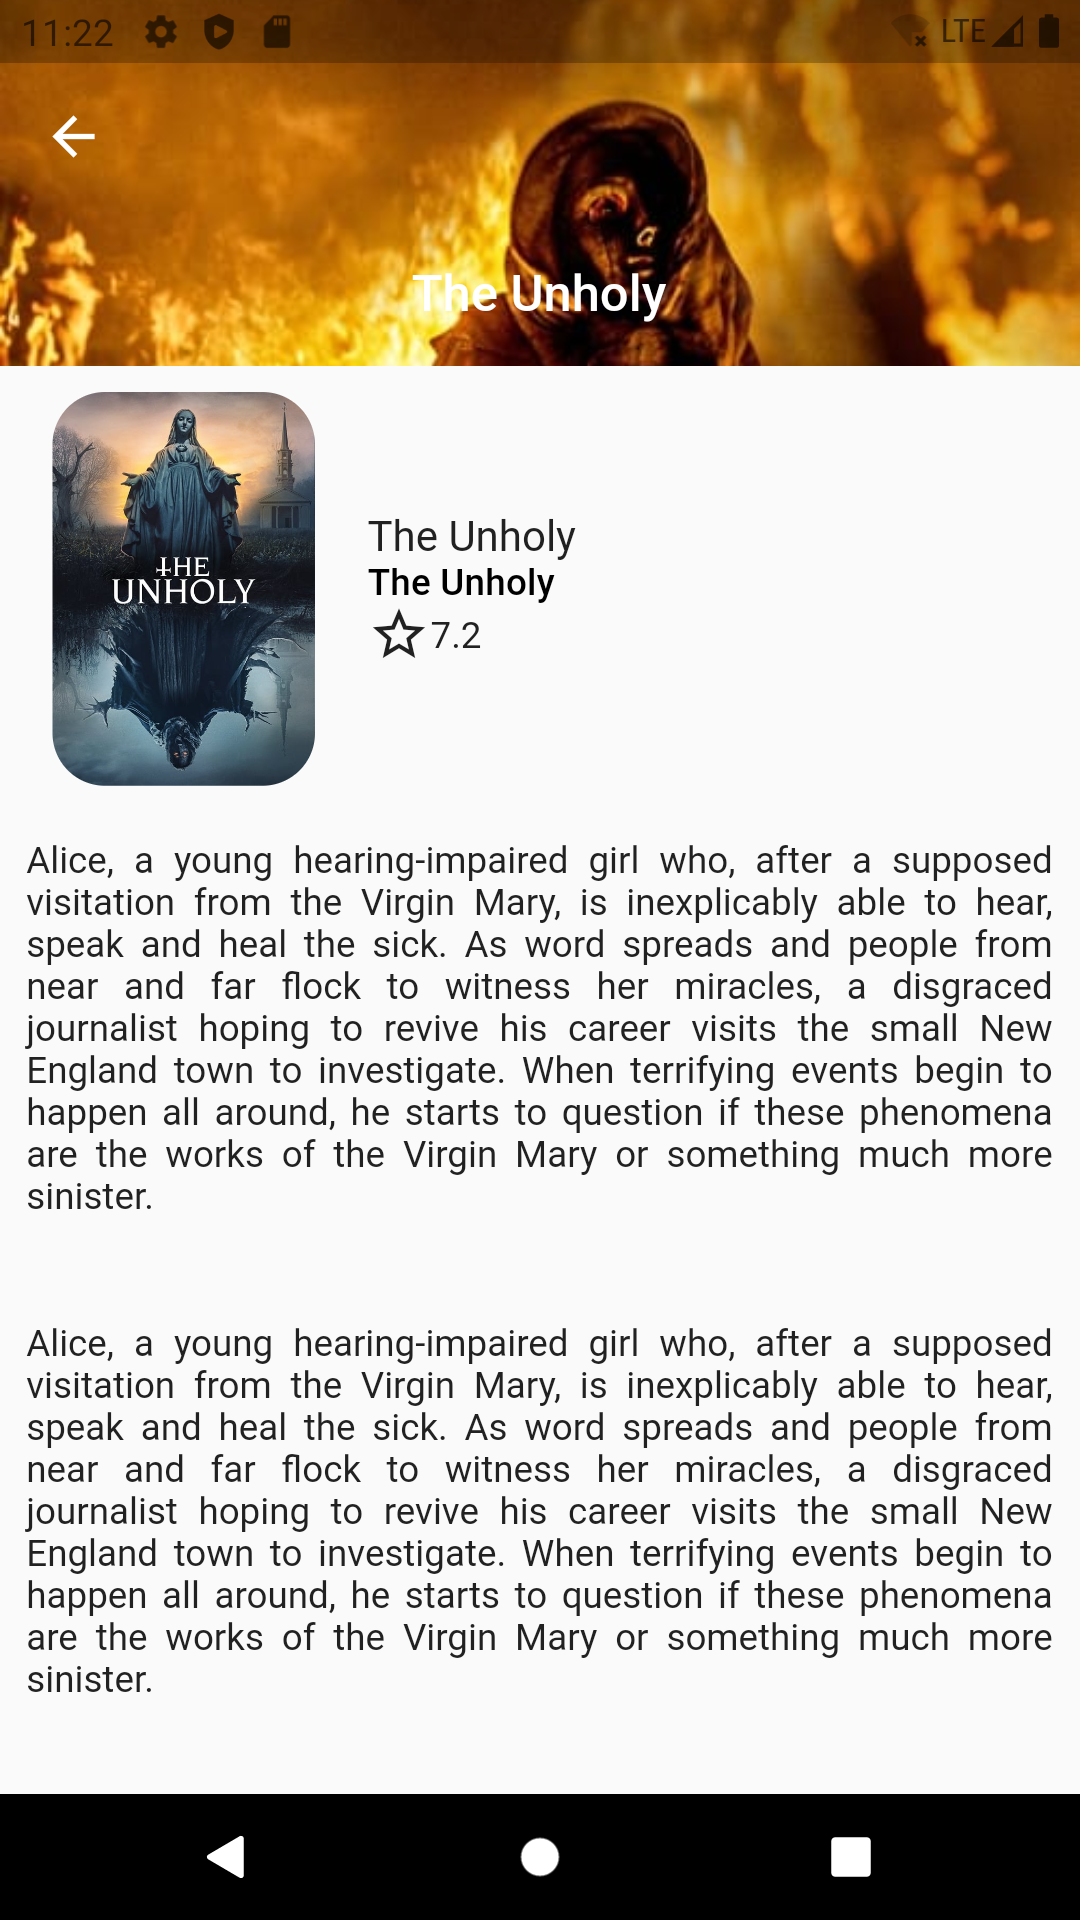 11:22
LTE
The Unholy
THE
UNHOLY
The Unholy
The Unholy
7.2
Alice, a young hearing-impaired girl who, after a supposed
visitation from the Virgin Mary, is inexplicably able to hear,
speak and heal the sick. As word spreads and people from
near and far flock to witness her miracles, a disgraced
journalist hoping to revive his career visits the small New
England town to investigate. When terrifying events begin to
happen all around, he starts to question if these phenomena
are the works of the Virgin Mary or something much more
sinister.
Alice, a young hearing-impaired girl who, after a supposed
visitation from the Virgin Mary, is inexplicably able to hear,
speak and heal the sick. As word spreads and people from
near and far flock to witness her miracles, a disgraced
journalist hoping to revive his career visits the small New
England town to investigate. When terrifying events begin to
happen all around, he starts to question if these phenomena
are the works of the Virgin Mary or something much more
sinister.